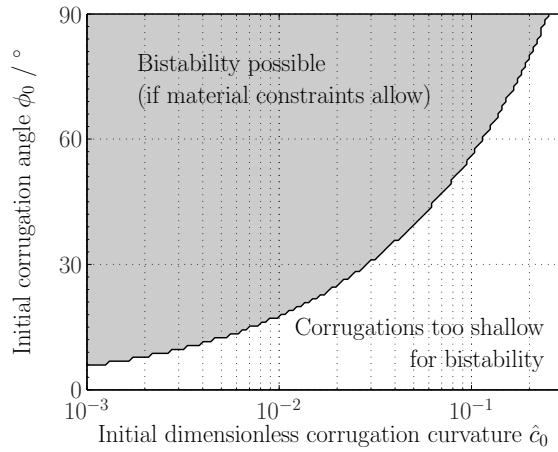 90
60
30
0
Initial corrugation angle ϕ₀ / °
Bistability possible
(if material constraints allow)
Corrugations too shallow
for bistability
10⁻³
10⁻²
10⁻¹
Initial dimensionless corrugation curvature ĉ₀